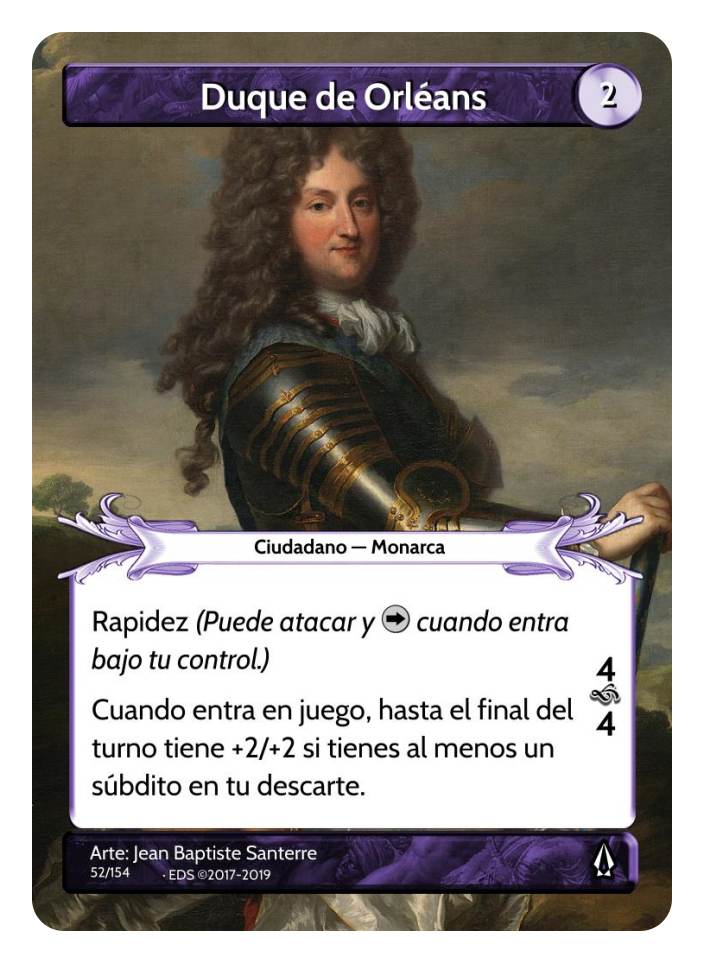 Duque de Orléans
2
Ciudadano — Monarca
Rapidez (Puede atacar y ➡ cuando entra
bajo tu control.)
Cuando entra en juego, hasta el final del
turno tiene +2/+2 si tienes al menos un
súbdito en tu descarte.
4
4
Arte: Jean Baptiste Santerre
52/154 · EDS ©2017-2019